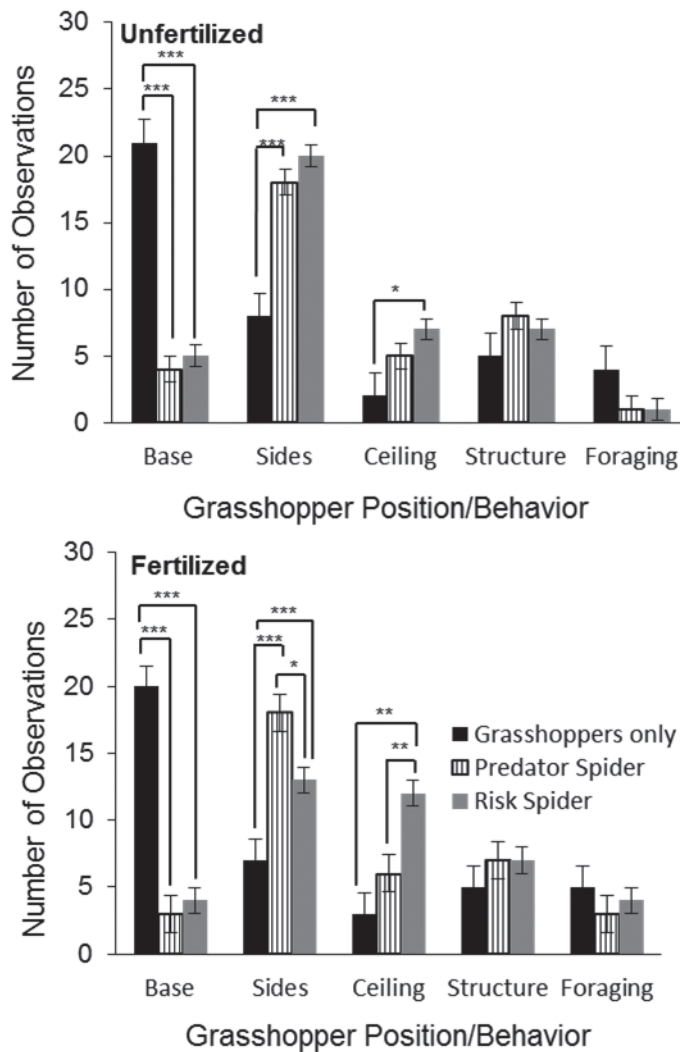 30
Unfertilized
***
***
25
***
20
***
15
10
*
5
0
Number of Observations
Base Sides Ceiling Structure Foraging
Grasshopper Position/Behavior
30
Fertilized
***
25
***
***
***
20
*
15
**
**
10
5
0
Number of Observations
Grasshoppers only
Predator Spider
Risk Spider
Base Sides Ceiling Structure Foraging
Grasshopper Position/Behavior